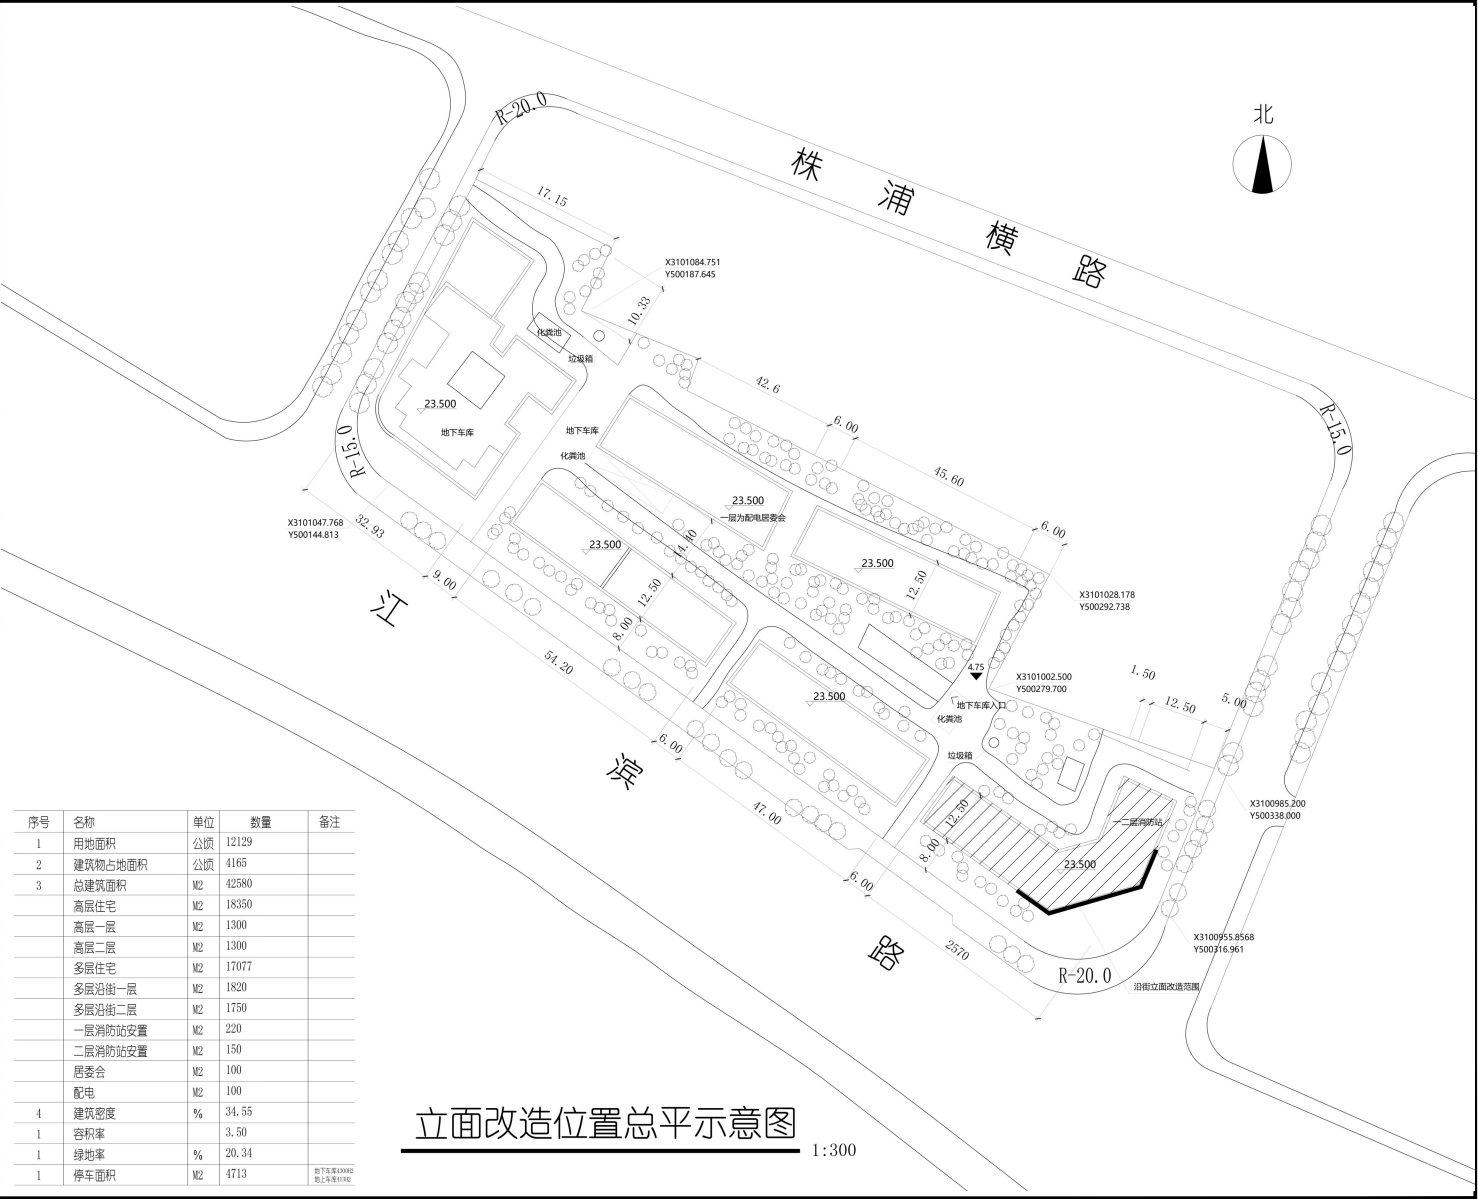 北
株浦横路
R-20.0
17.15
X3101084.751
Y500187.645
10.33
化粪池
垃圾箱
42.6
6.00
45.60
6.00
R-15.0
23.500
地下车库
R-15.0
地下车库
化粪池
23.500
一层为配电居委会
X3101047.768
Y500144.813
32.93
9.00
23.500
14.40
12.50
8.00
23.500
12.50
X3101028.178
Y500292.738
江滨路
54.20
6.00
47.00
6.00
2570
4.75
X3101002.500
Y500279.700
地下车库入口
化粪池
23.500
垃圾箱
1.50
12.50
5.00
X3100985.200
Y500338.000
12.50
8.00
一二层消防站
23.500
X3100955.8568
Y500316.961
R-20.0
沿街立面改造范围
序号 名称 单位 数量 备注
1 用地面积 公顷 12129
2 建筑物占地面积 公顷 4165
3 总建筑面积 M2 42580
高层住宅 M2 18350
高层一层 M2 1300
高层二层 M2 1300
多层住宅 M2 17077
多层沿街一层 M2 1820
多层沿街二层 M2 1750
一层消防站安置 M2 220
二层消防站安置 M2 150
居委会 M2 100
配电 M2 100
4 建筑密度 % 34.55
1 容积率 3.50
1 绿地率 % 20.34
1 停车面积 M2 4713
立面改造位置总平示意图
1:300